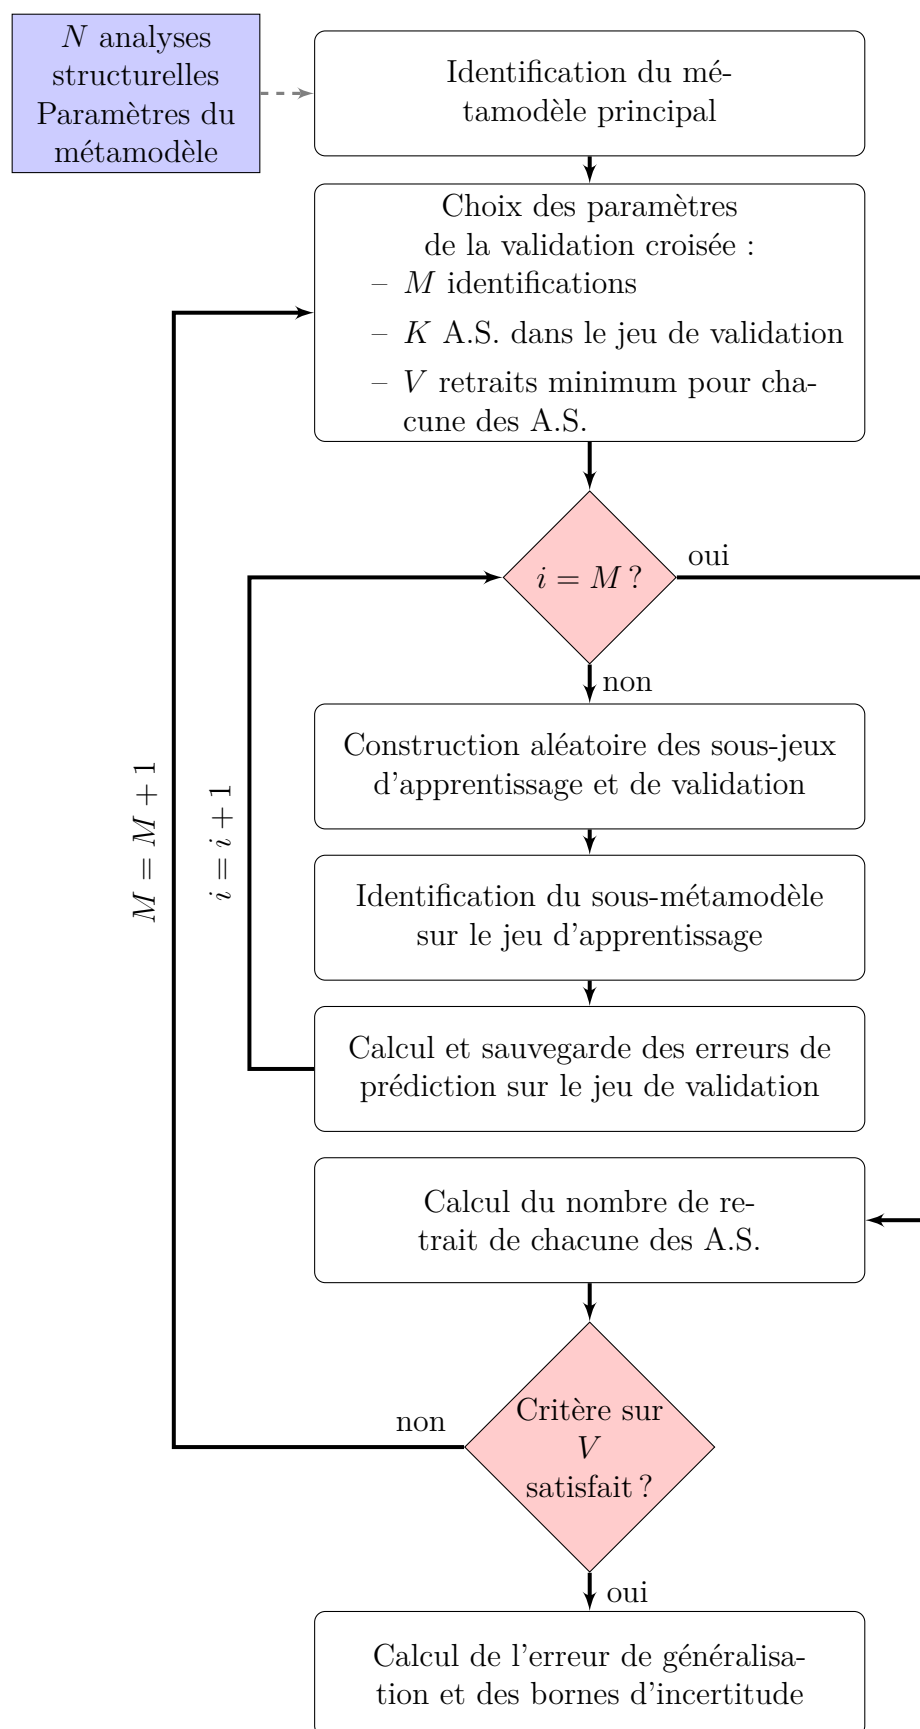 N analyses
structurelles
Paramètres du
métamodèle
Identification du mé-
tamodèle principal
Choix des paramètres
de la validation croisée :
– M identifications
– K A.S. dans le jeu de validation
– V retraits minimum pour cha-
cune des A.S.
i = M ?
oui
non
Construction aléatoire des sous-jeux
d'apprentissage et de validation
M = M + 1
i = i + 1
Identification du sous-métamodèle
sur le jeu d'apprentissage
Calcul et sauvegarde des erreurs de
prédiction sur le jeu de validation
Calcul du nombre de re-
trait de chacune des A.S.
non
Critère sur
V
satisfait ?
oui
Calcul de l'erreur de généralisa-
tion et des bornes d'incertitude